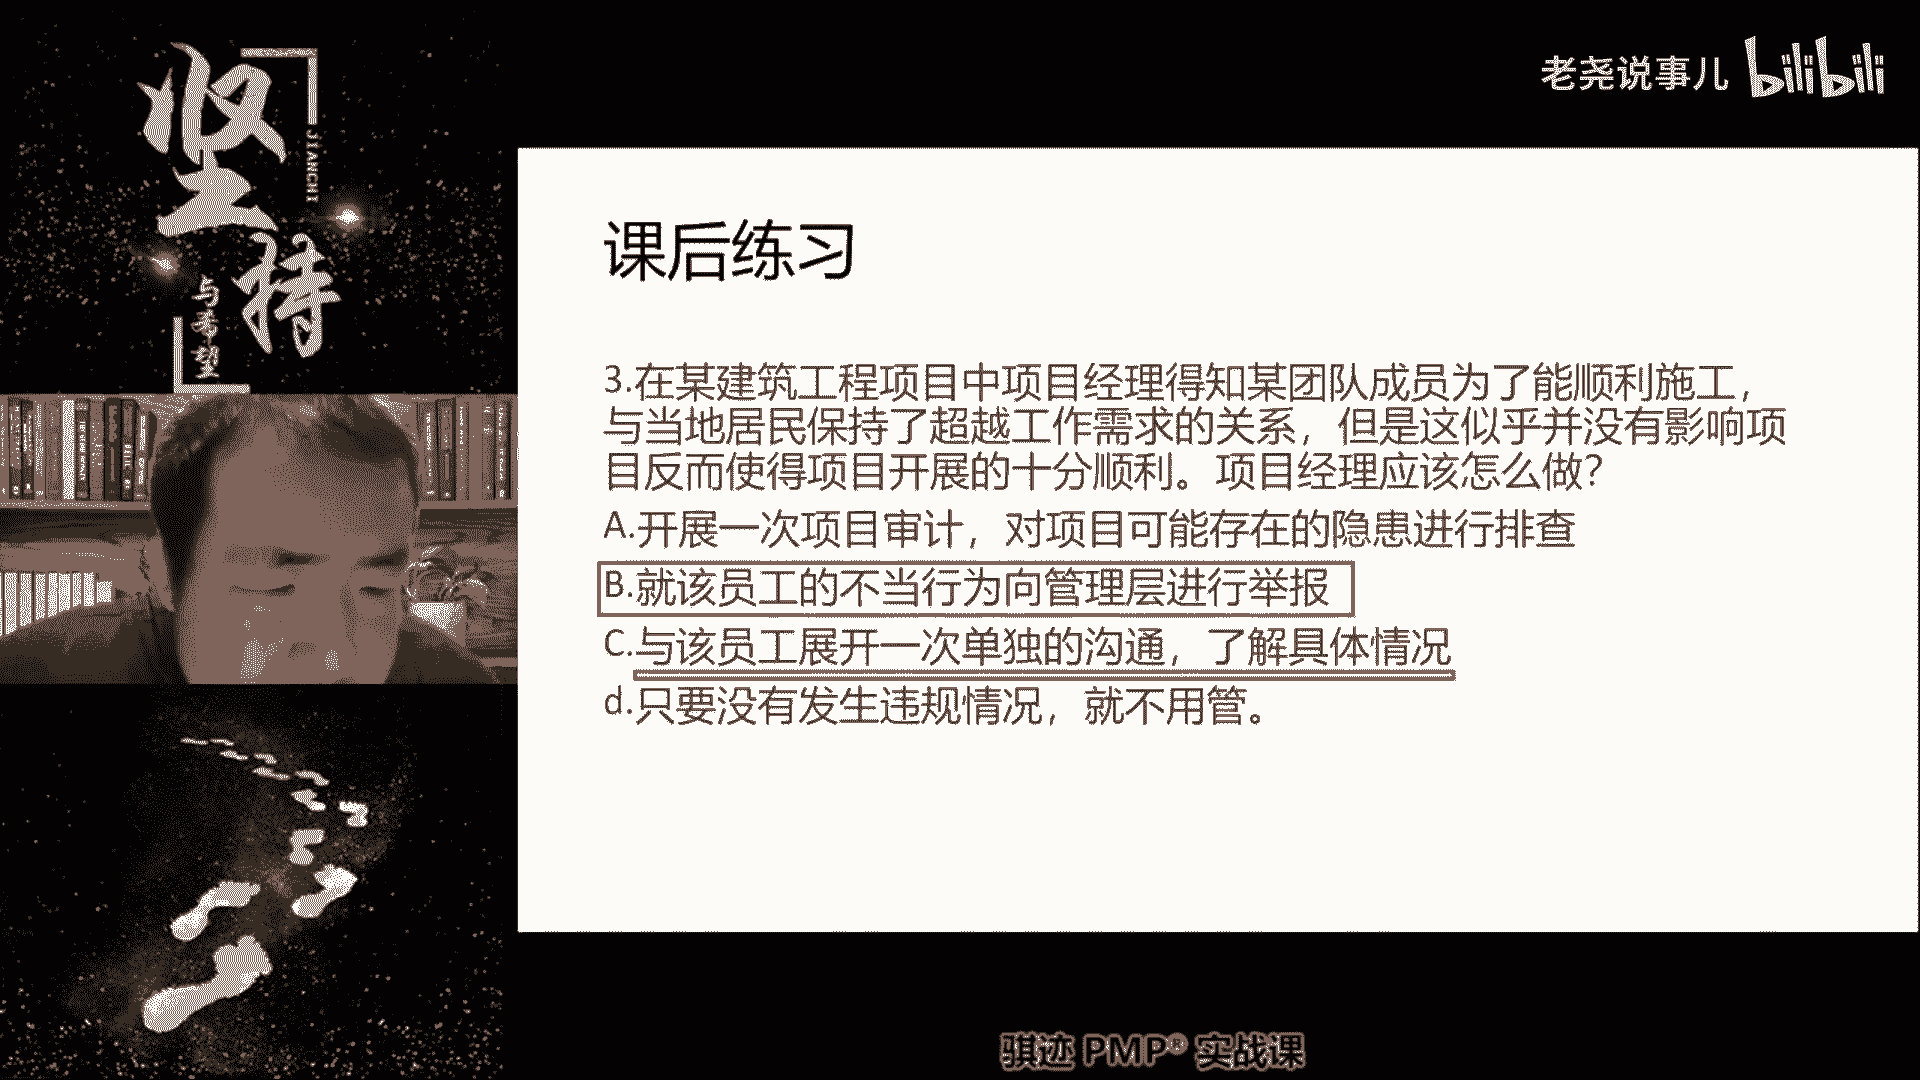 坚持
JIANCHI
与希望
老尧说事儿 bilibili
课后练习
3.在某建筑工程项目中项目经理得知某团队成员为了能顺利施工，
与当地居民保持了超越工作需求的关系，但是这似乎并没有影响项
目反而使得项目开展的十分顺利。项目经理应该怎么做?
A.开展一次项目审计，对项目可能存在的隐患进行排查
B.就该员工的不当行为向管理层进行举报
C.与该员工展开一次单独的沟通，了解具体情况
d.只要没有发生违规情况，就不用管。
骐迹 PMP® 实战课